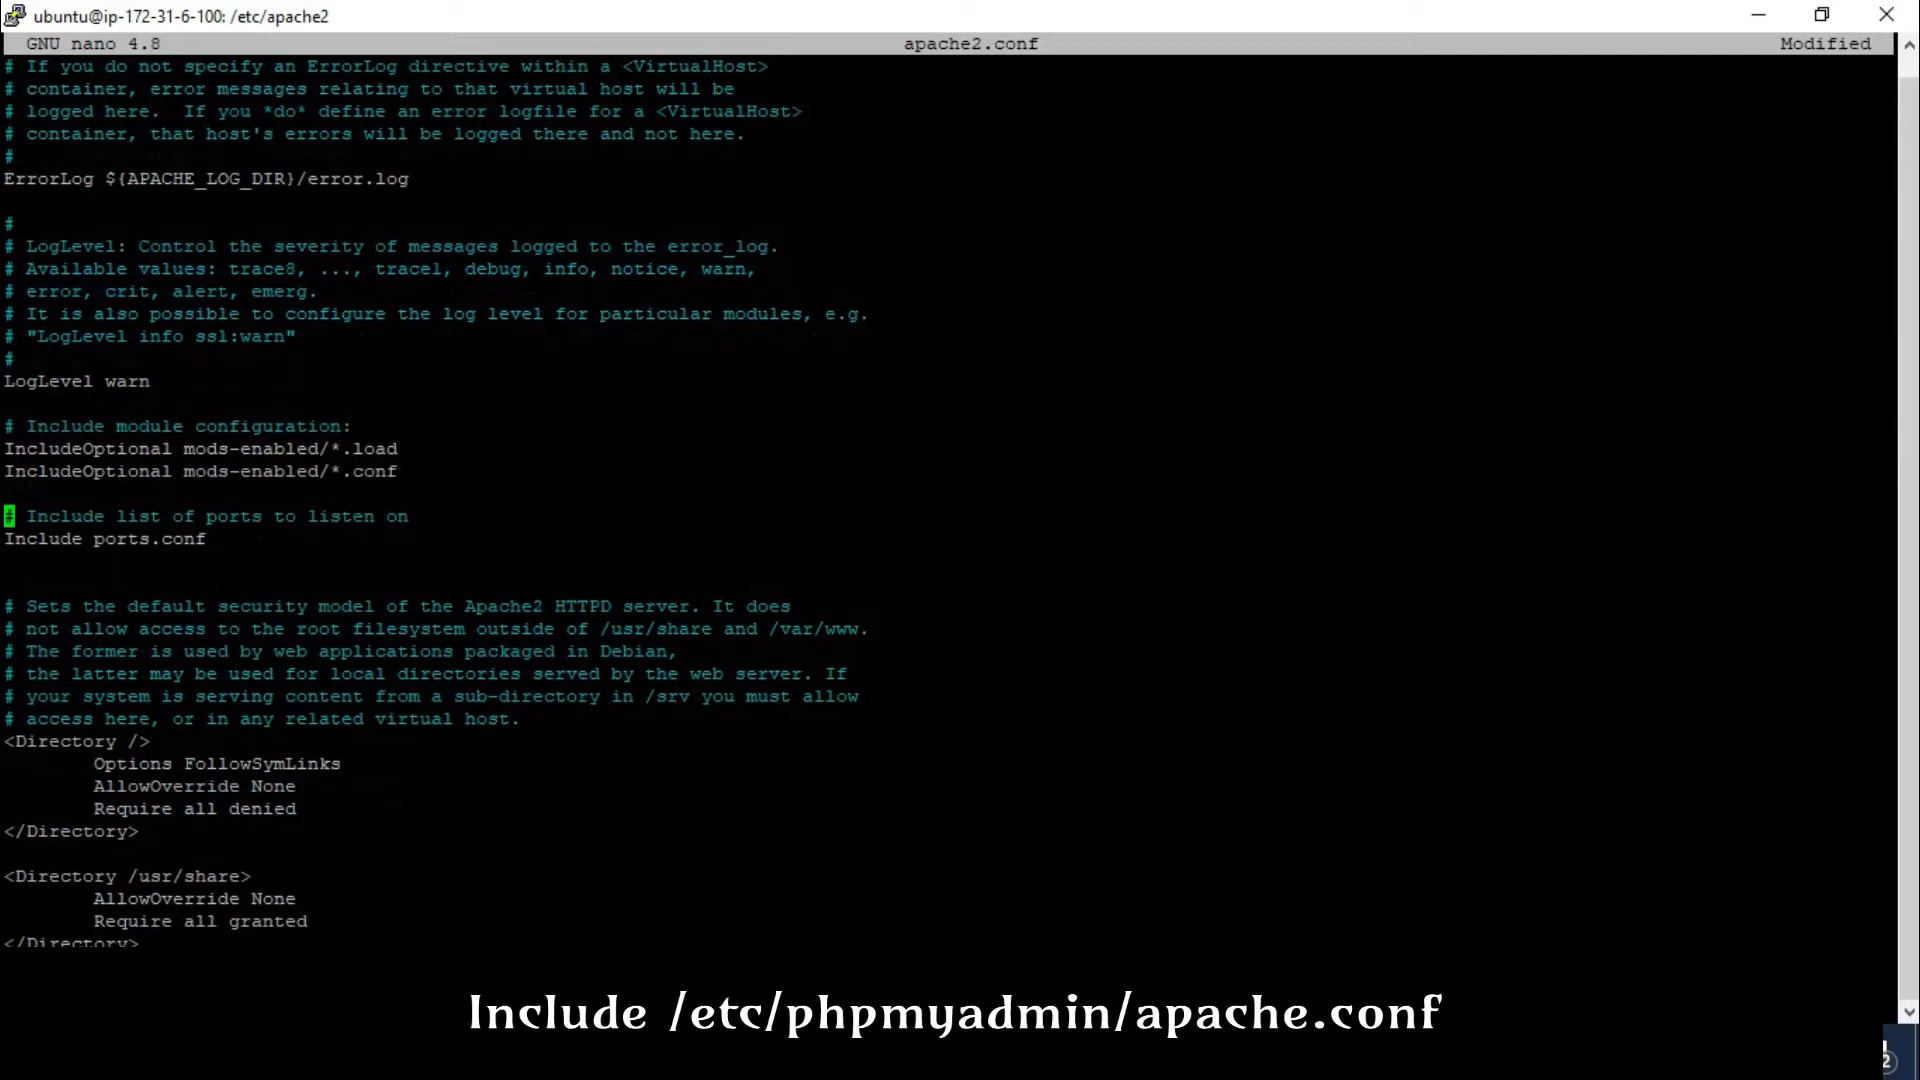 ubuntu@ip-172-31-6-100: /etc/apache2
GNU nano 4.8 apache2.conf Modified
# If you do not specify an ErrorLog directive within a <VirtualHost>
# container, error messages relating to that virtual host will be
# logged here.  If you *do* define an error logfile for a <VirtualHost>
# container, that host's errors will be logged there and not here.
#
ErrorLog ${APACHE_LOG_DIR}/error.log
#
# LogLevel: Control the severity of messages logged to the error_log.
# Available values: trace8, ..., trace1, debug, info, notice, warn,
# error, crit, alert, emerg.
# It is also possible to configure the log level for particular modules, e.g.
# "LogLevel info ssl:warn"
#
LogLevel warn
# Include module configuration:
IncludeOptional mods-enabled/*.load
IncludeOptional mods-enabled/*.conf
# Include list of ports to listen on
Include ports.conf
# Sets the default security model of the Apache2 HTTPD server. It does
# not allow access to the root filesystem outside of /usr/share and /var/www.
# The former is used by web applications packaged in Debian,
# the latter may be used for local directories served by the web server. If
# your system is serving content from a sub-directory in /srv you must allow
# access here, or in any related virtual host.
<Directory />
        Options FollowSymLinks
        AllowOverride None
        Require all denied
</Directory>
<Directory /usr/share>
        AllowOverride None
        Require all granted
</Directory>
Include /etc/phpmyadmin/apache.conf
2